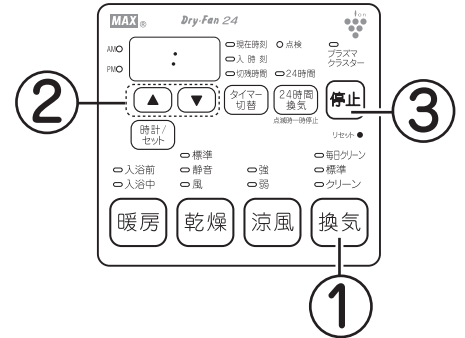 MAX® Dry-Fan 24
AM
PM
:
現在時刻
入時刻
切残時間
点検
24時間
プラズマ
クラスター
▲
▼
タイマー
切替
24時間
換気
停止
点滅時一時停止
時計/
セット
リセット
入浴前
入浴中
標準
静音
風
強
弱
毎日クリーン
標準
クリーン
暖房
乾燥
涼風
換気
②
③
①